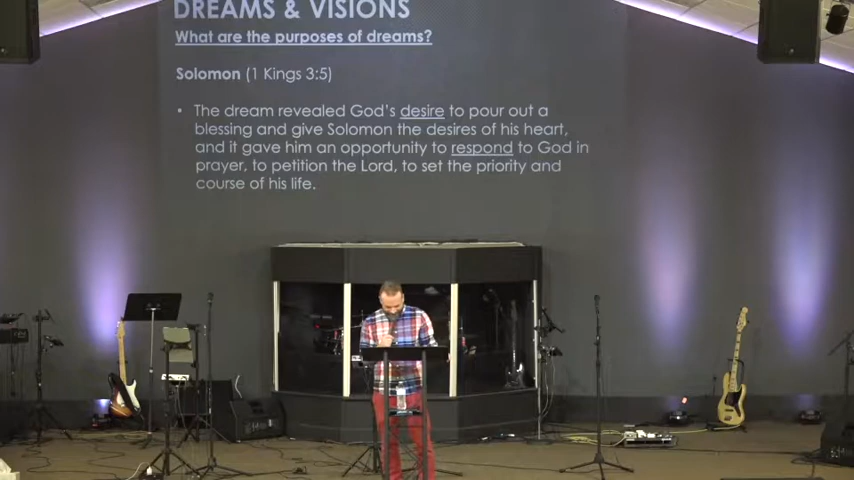 DREAMS & VISIONS
What are the purposes of dreams?
Solomon (1 Kings 3:5)
• The dream revealed God's desire to pour out a
blessing and give Solomon the desires of his heart,
and it gave him an opportunity to respond to God in
prayer, to petition the Lord, to set the priority and
course of his life.